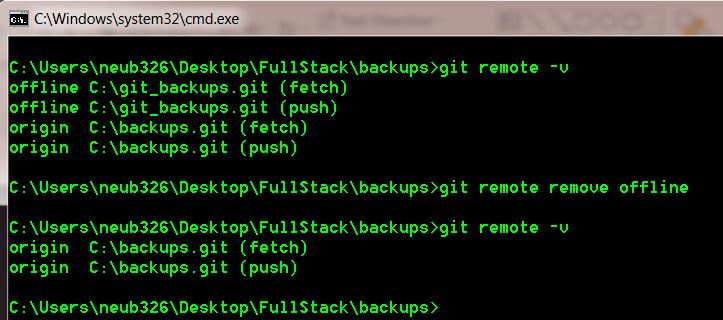 C:\Windows\system32\cmd.exe
C:\Users\neub326\Desktop\FullStack\backups>git remote -v
offline C:\git_backups.git (fetch)
offline C:\git_backups.git (push)
origin  C:\backups.git (fetch)
origin  C:\backups.git (push)
C:\Users\neub326\Desktop\FullStack\backups>git remote remove offline
C:\Users\neub326\Desktop\FullStack\backups>git remote -v
origin  C:\backups.git (fetch)
origin  C:\backups.git (push)
C:\Users\neub326\Desktop\FullStack\backups>